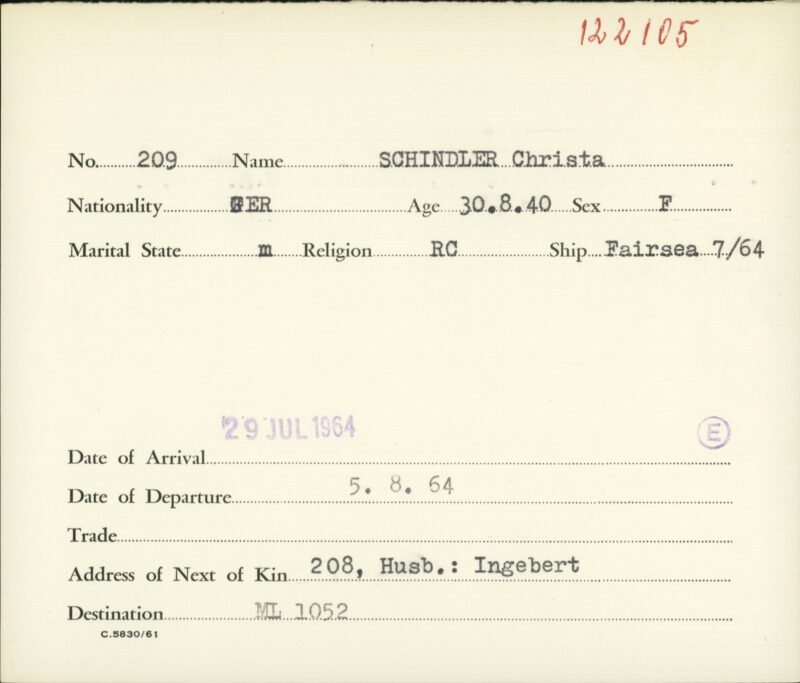 122105
No. 209 Name SCHINDLER Christa
Nationality GER Age 30.8.40 Sex F
Marital State m Religion RC Ship Fairsea 7/64
29 JUL 1964
E
Date of Arrival
Date of Departure 5. 8. 64
Trade
Address of Next of Kin 208, Husb.: Ingebert
Destination ML 1052
C.5830/61